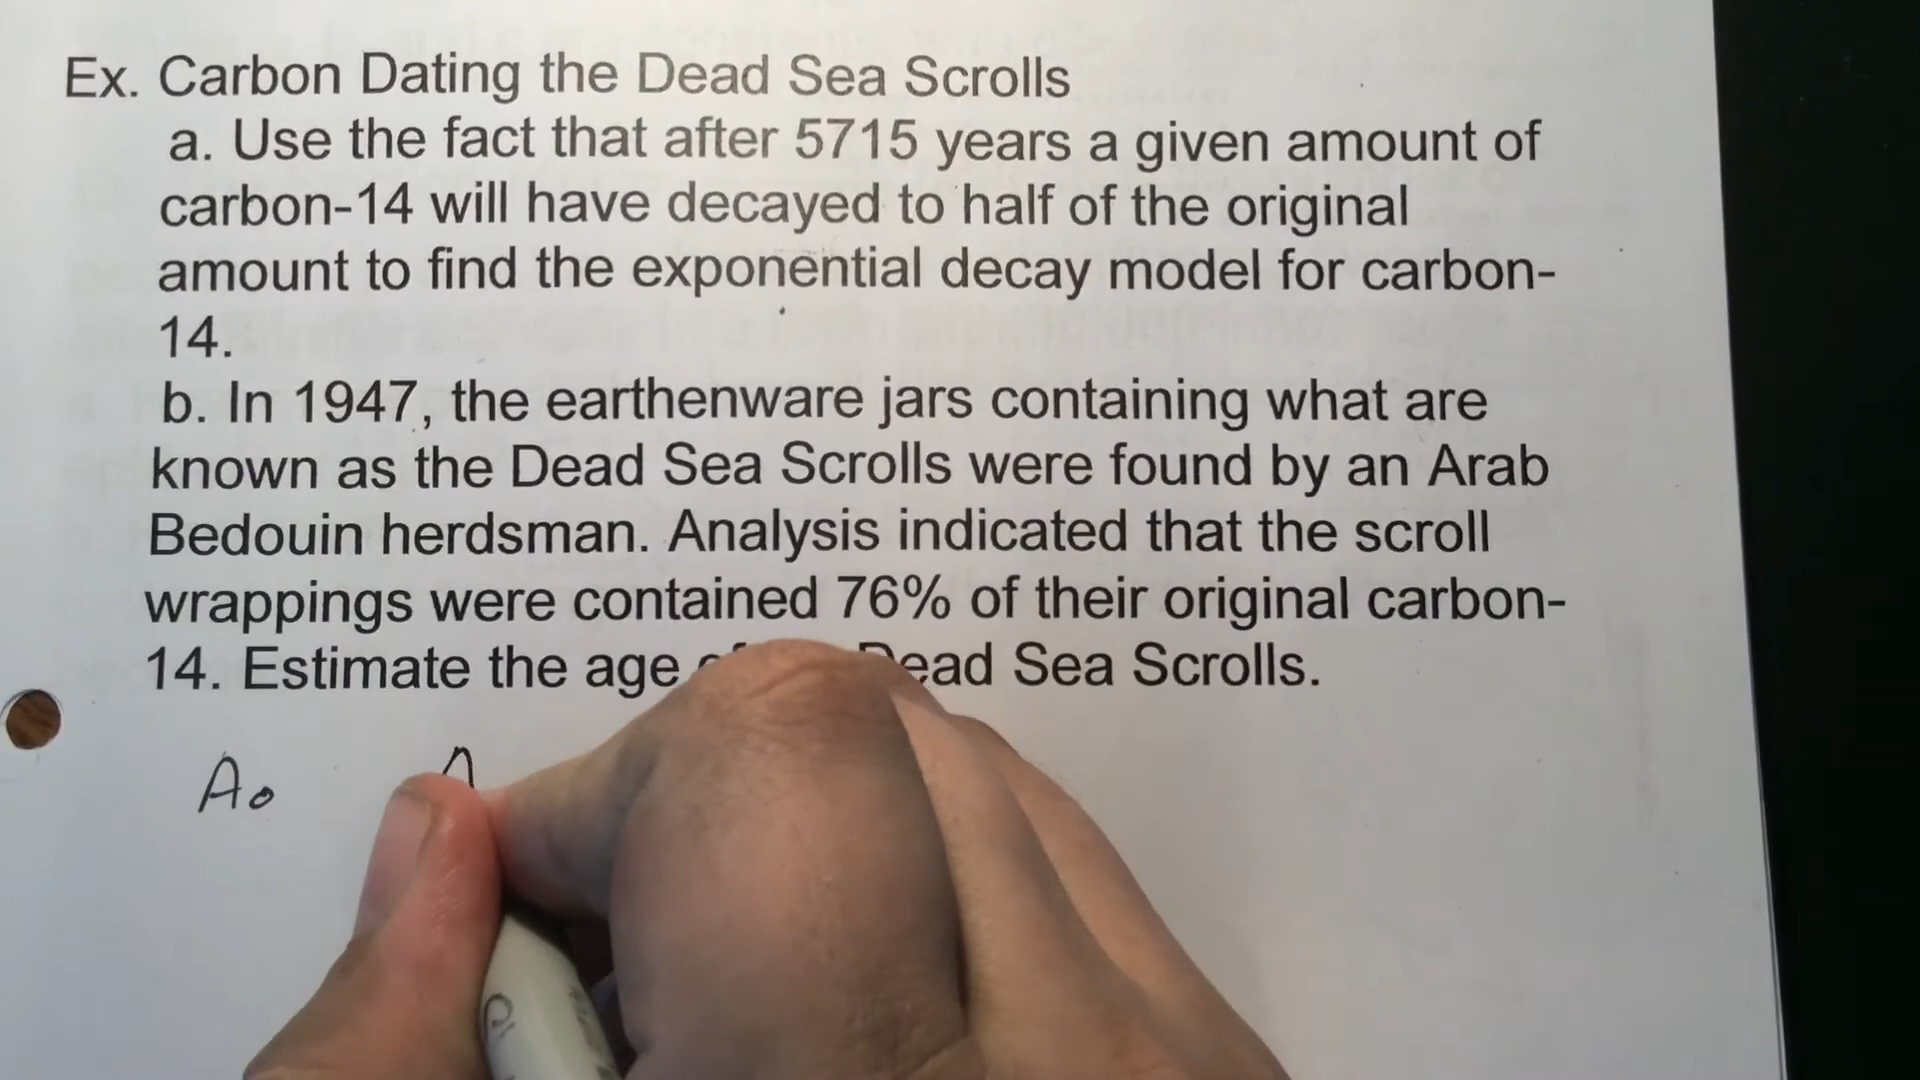 Ex. Carbon Dating the Dead Sea Scrolls
a. Use the fact that after 5715 years a given amount of
carbon-14 will have decayed to half of the original
amount to find the exponential decay model for carbon-
14.
b. In 1947, the earthenware jars containing what are
known as the Dead Sea Scrolls were found by an Arab
Bedouin herdsman. Analysis indicated that the scroll
wrappings were contained 76% of their original carbon-
14. Estimate the age Dead Sea Scrolls.
A₀